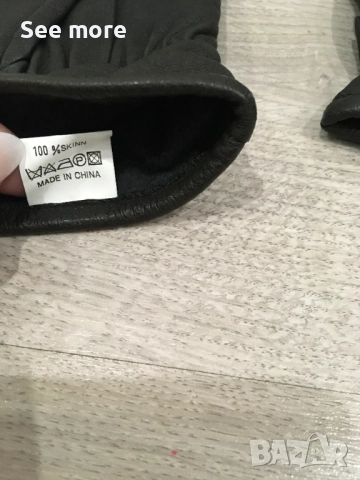 See more
100 %SKINN
MADE IN CHINA
BAZAR